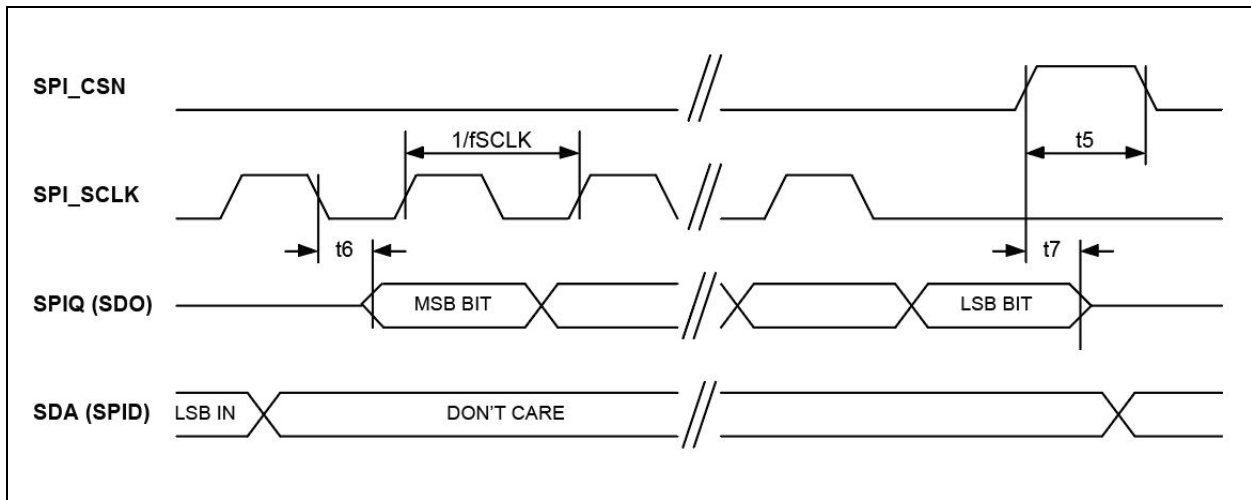 SPI_CSN
t5
1/fSCLK
SPI_SCLK
t6
t7
SPIQ (SDO)
MSB BIT
LSB BIT
SDA (SPID)
LSB IN
DON'T CARE